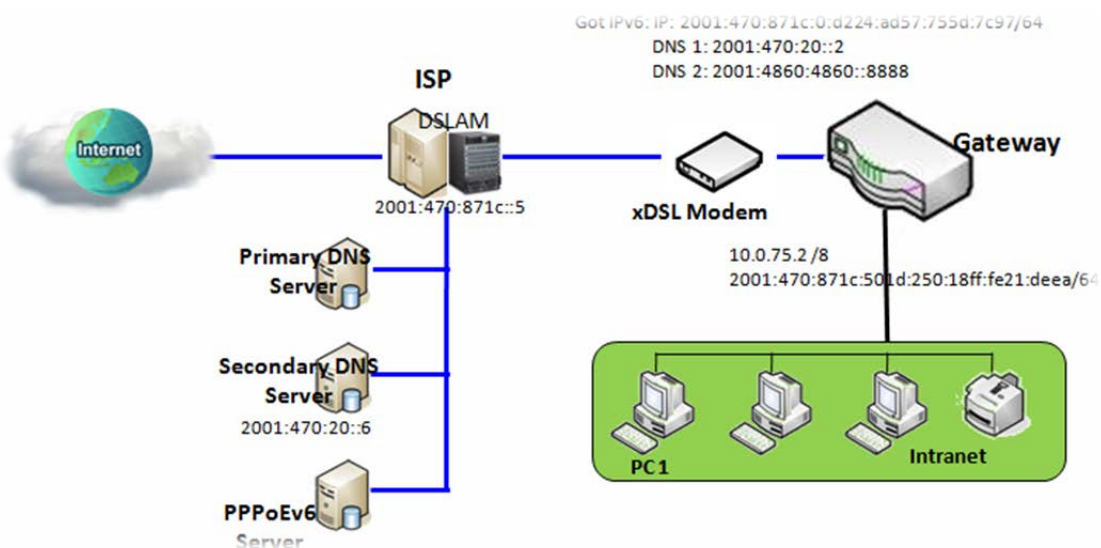 Got IPv6: IP: 2001:470:871c:0:d224:ad57:755d:7c97/64
DNS 1: 2001:470:20::2
DNS 2: 2001:4860:4860::8888
ISP
DSLAM
Internet
Gateway
2001:470:871c::5
xDSL Modem
Primary DNS
Server
10.0.75.2 /8
2001:470:871c:501d:250:18ff:fe21:deea/64
Secondary DNS
Server
2001:470:20::6
PC1
Intranet
PPPoEv6
Server